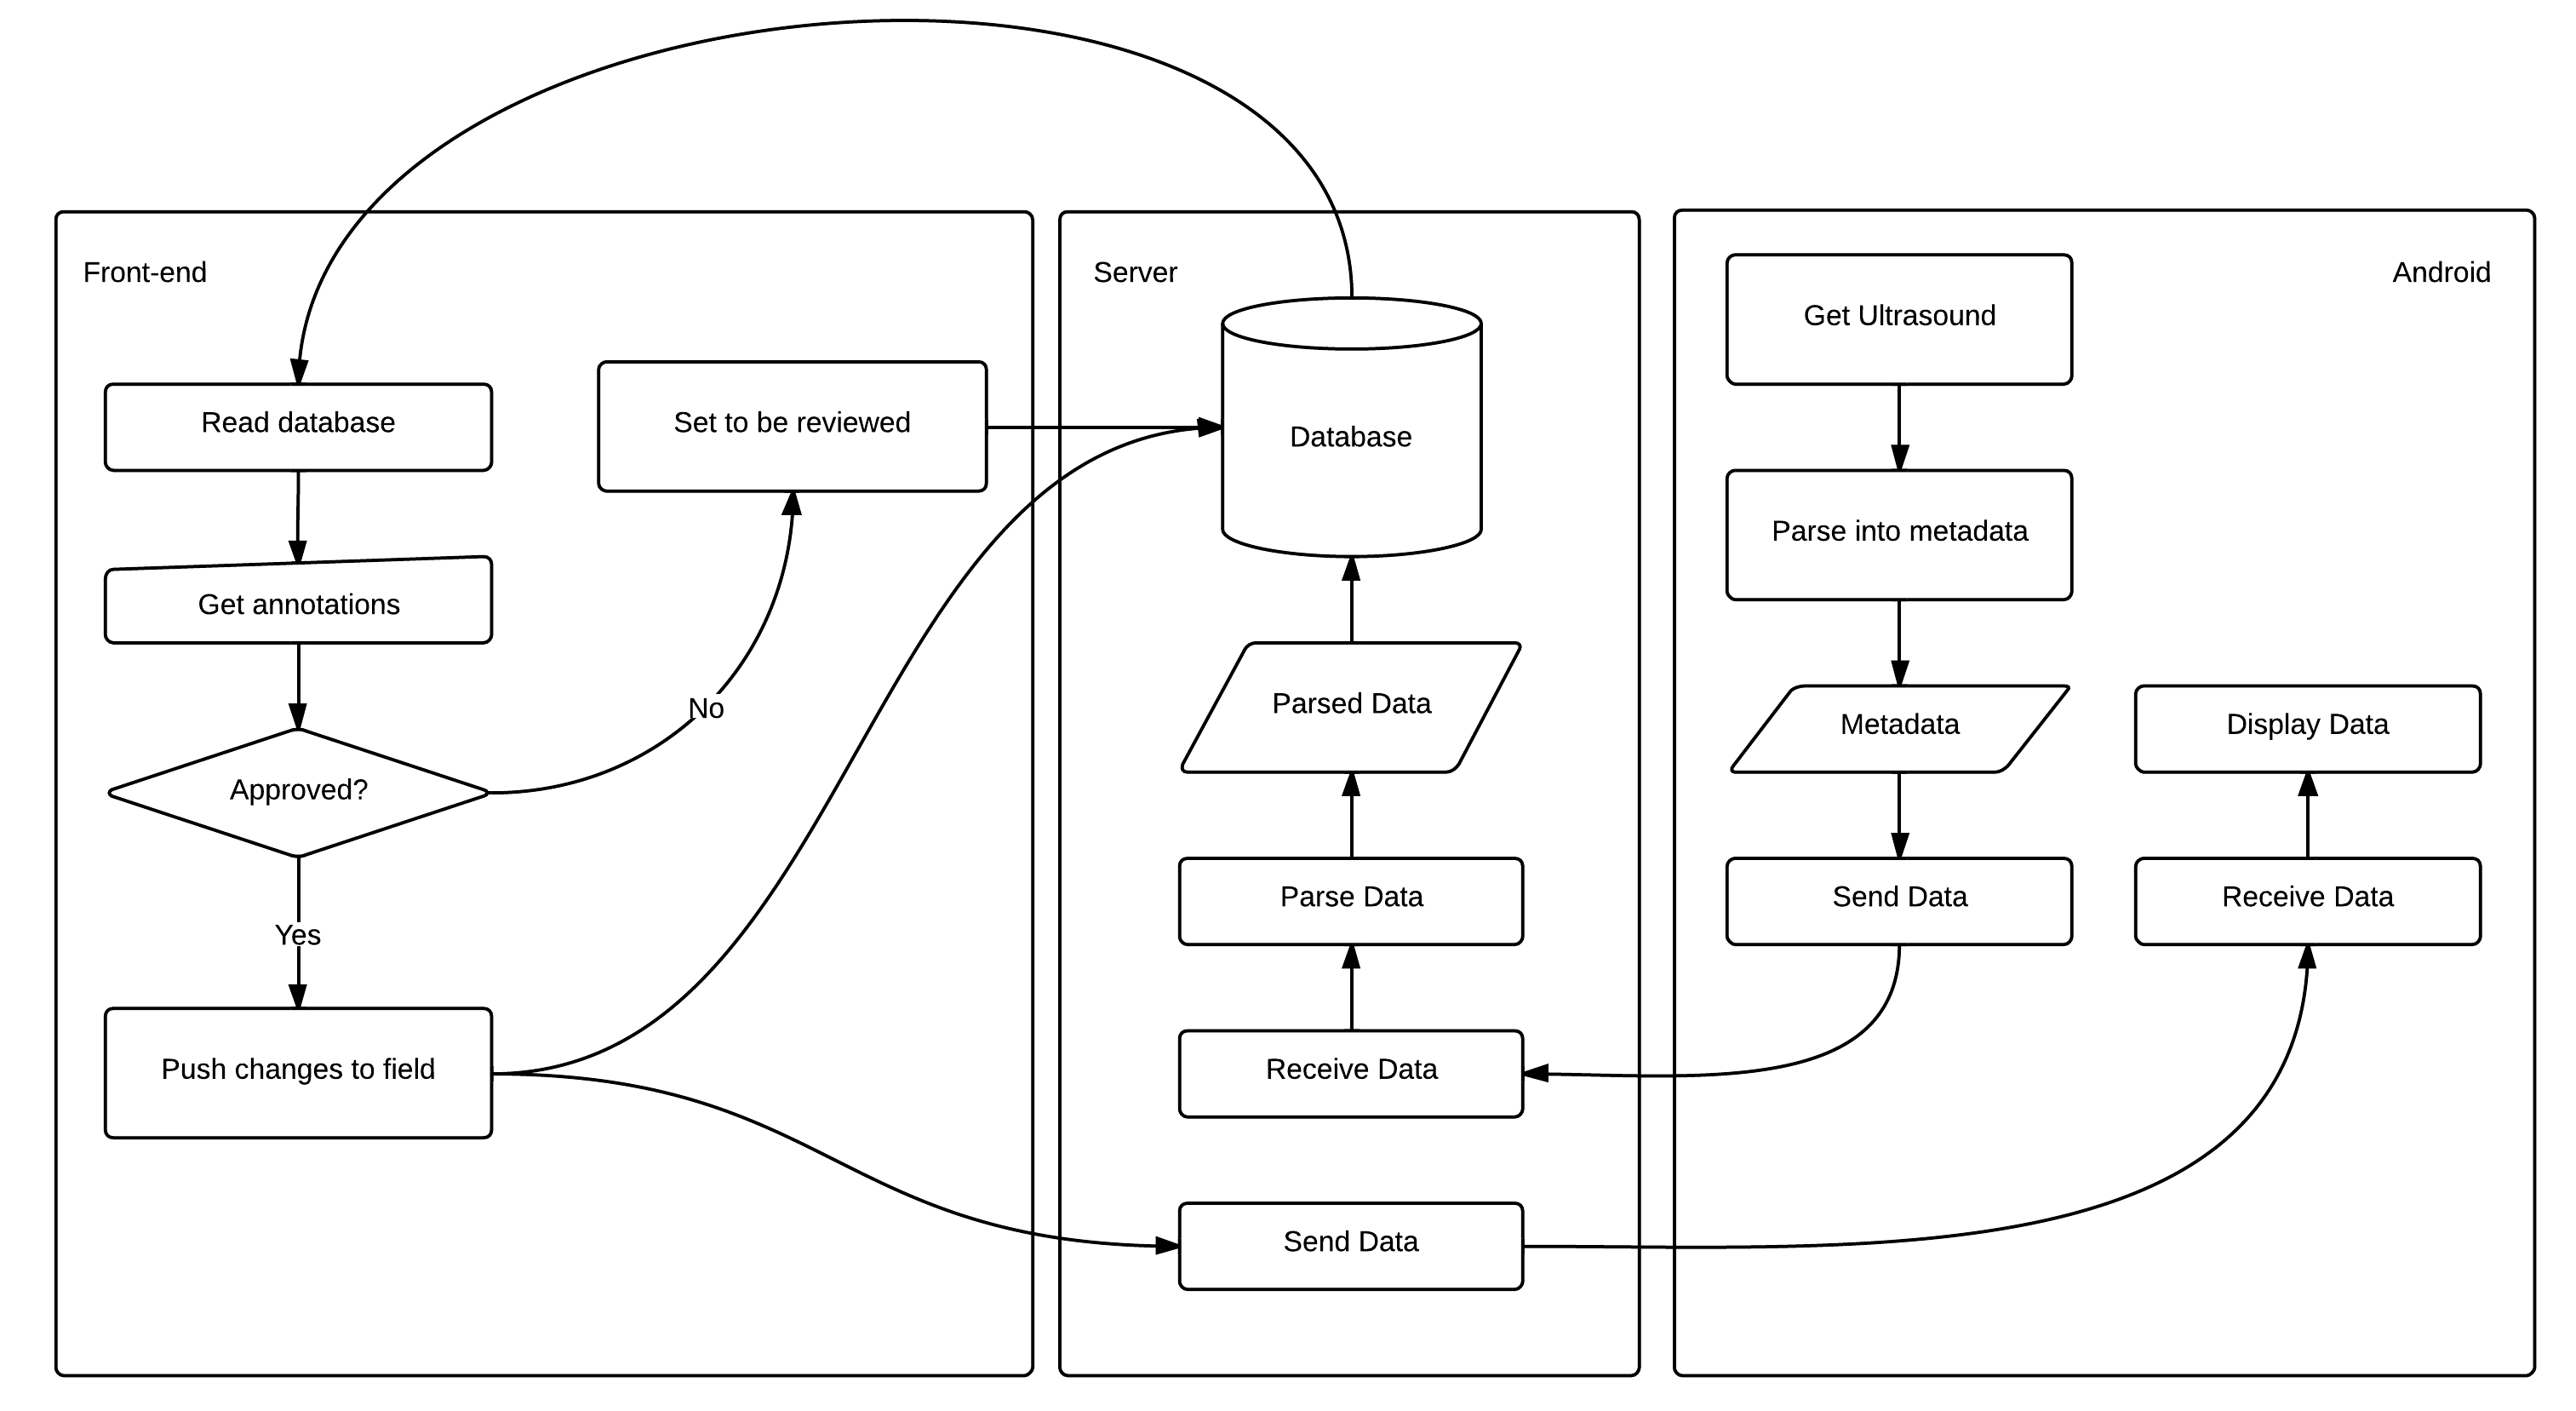 Front-end
Read database
Get annotations
Approved?
Yes
No
Push changes to field
Set to be reviewed
Server
Database
Parsed Data
Parse Data
Receive Data
Send Data
Android
Get Ultrasound
Parse into metadata
Metadata
Send Data
Display Data
Receive Data